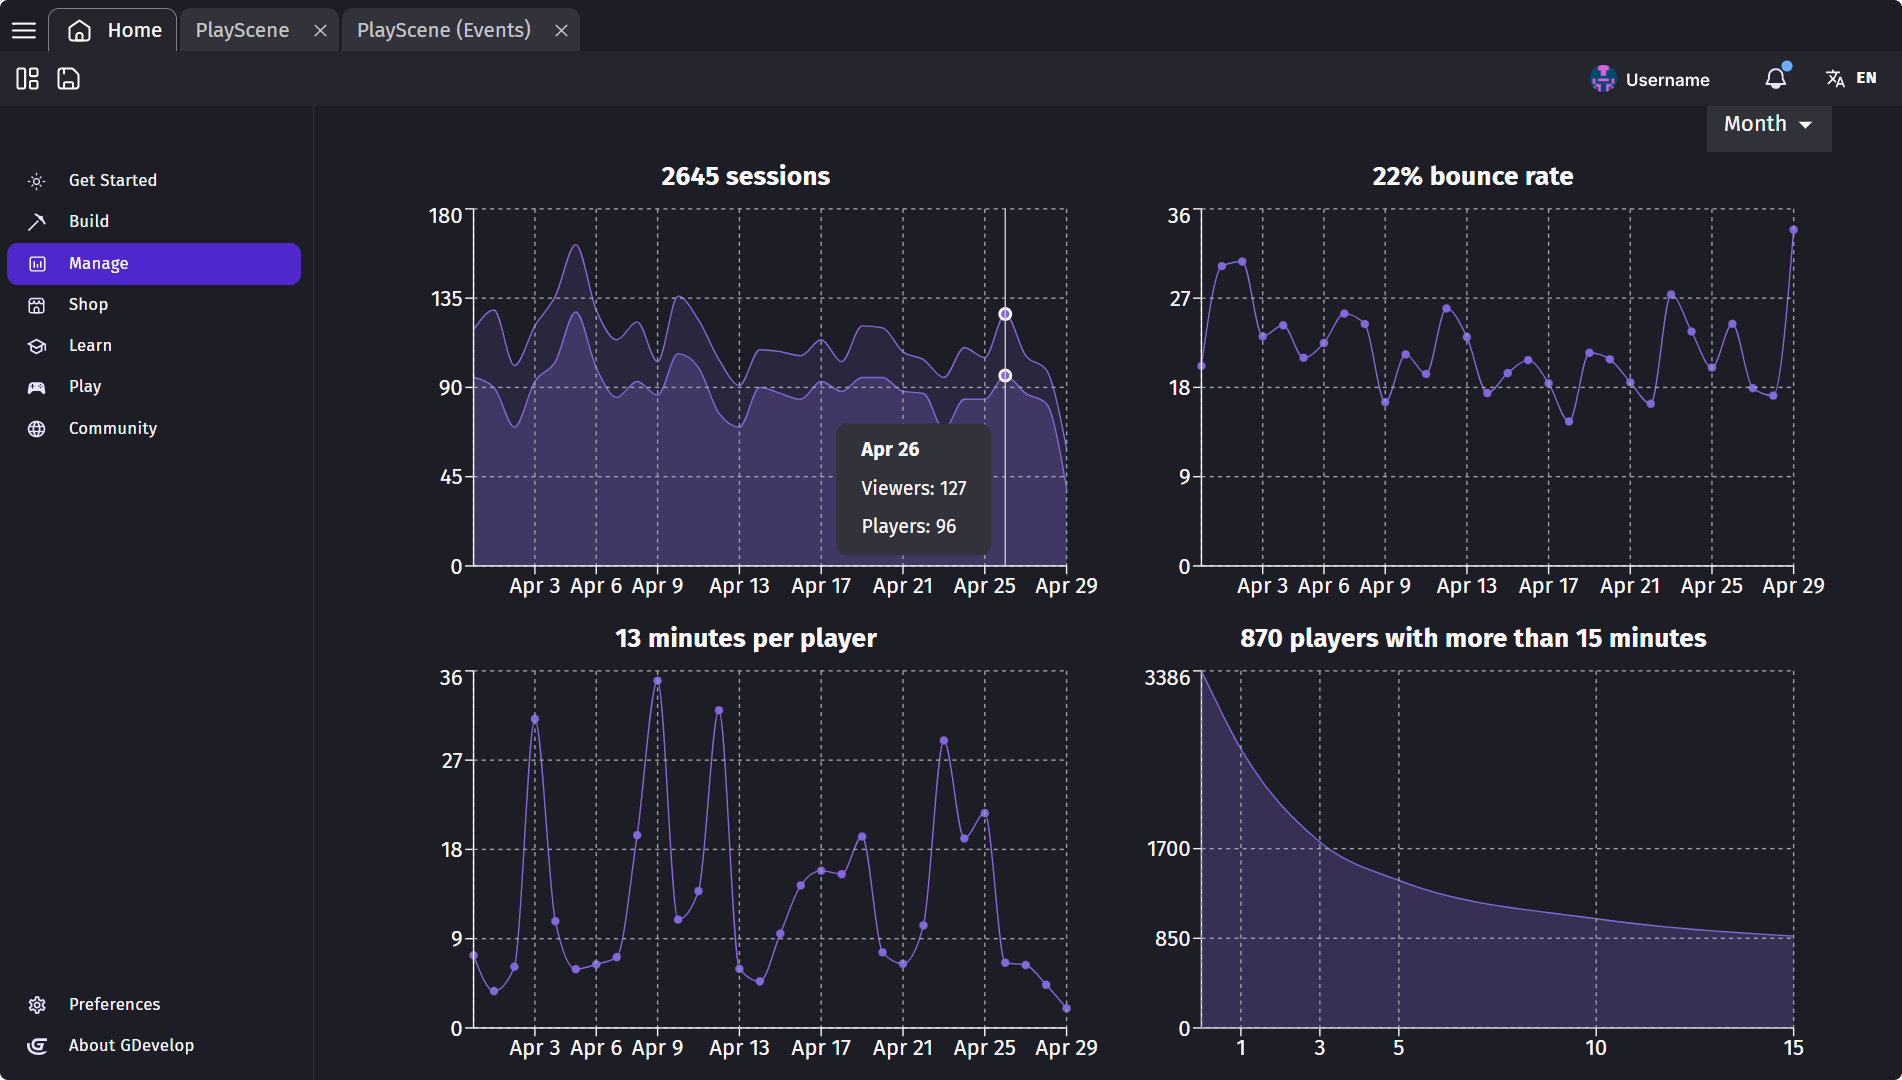 Home
PlayScene
PlayScene (Events)
Username
EN
Month
Get Started
Build
Manage
Shop
Learn
Play
Community
Preferences
About GDevelop
2645 sessions
180
135
90
45
0
Apr 3 Apr 6 Apr 9 Apr 13 Apr 17 Apr 21 Apr 25 Apr 29
Apr 26
Viewers: 127
Players: 96
22% bounce rate
36
27
18
9
0
Apr 3 Apr 6 Apr 9 Apr 13 Apr 17 Apr 21 Apr 25 Apr 29
13 minutes per player
36
27
18
9
0
Apr 3 Apr 6 Apr 9 Apr 13 Apr 17 Apr 21 Apr 25 Apr 29
870 players with more than 15 minutes
3386
1700
850
0
1 3 5 10 15